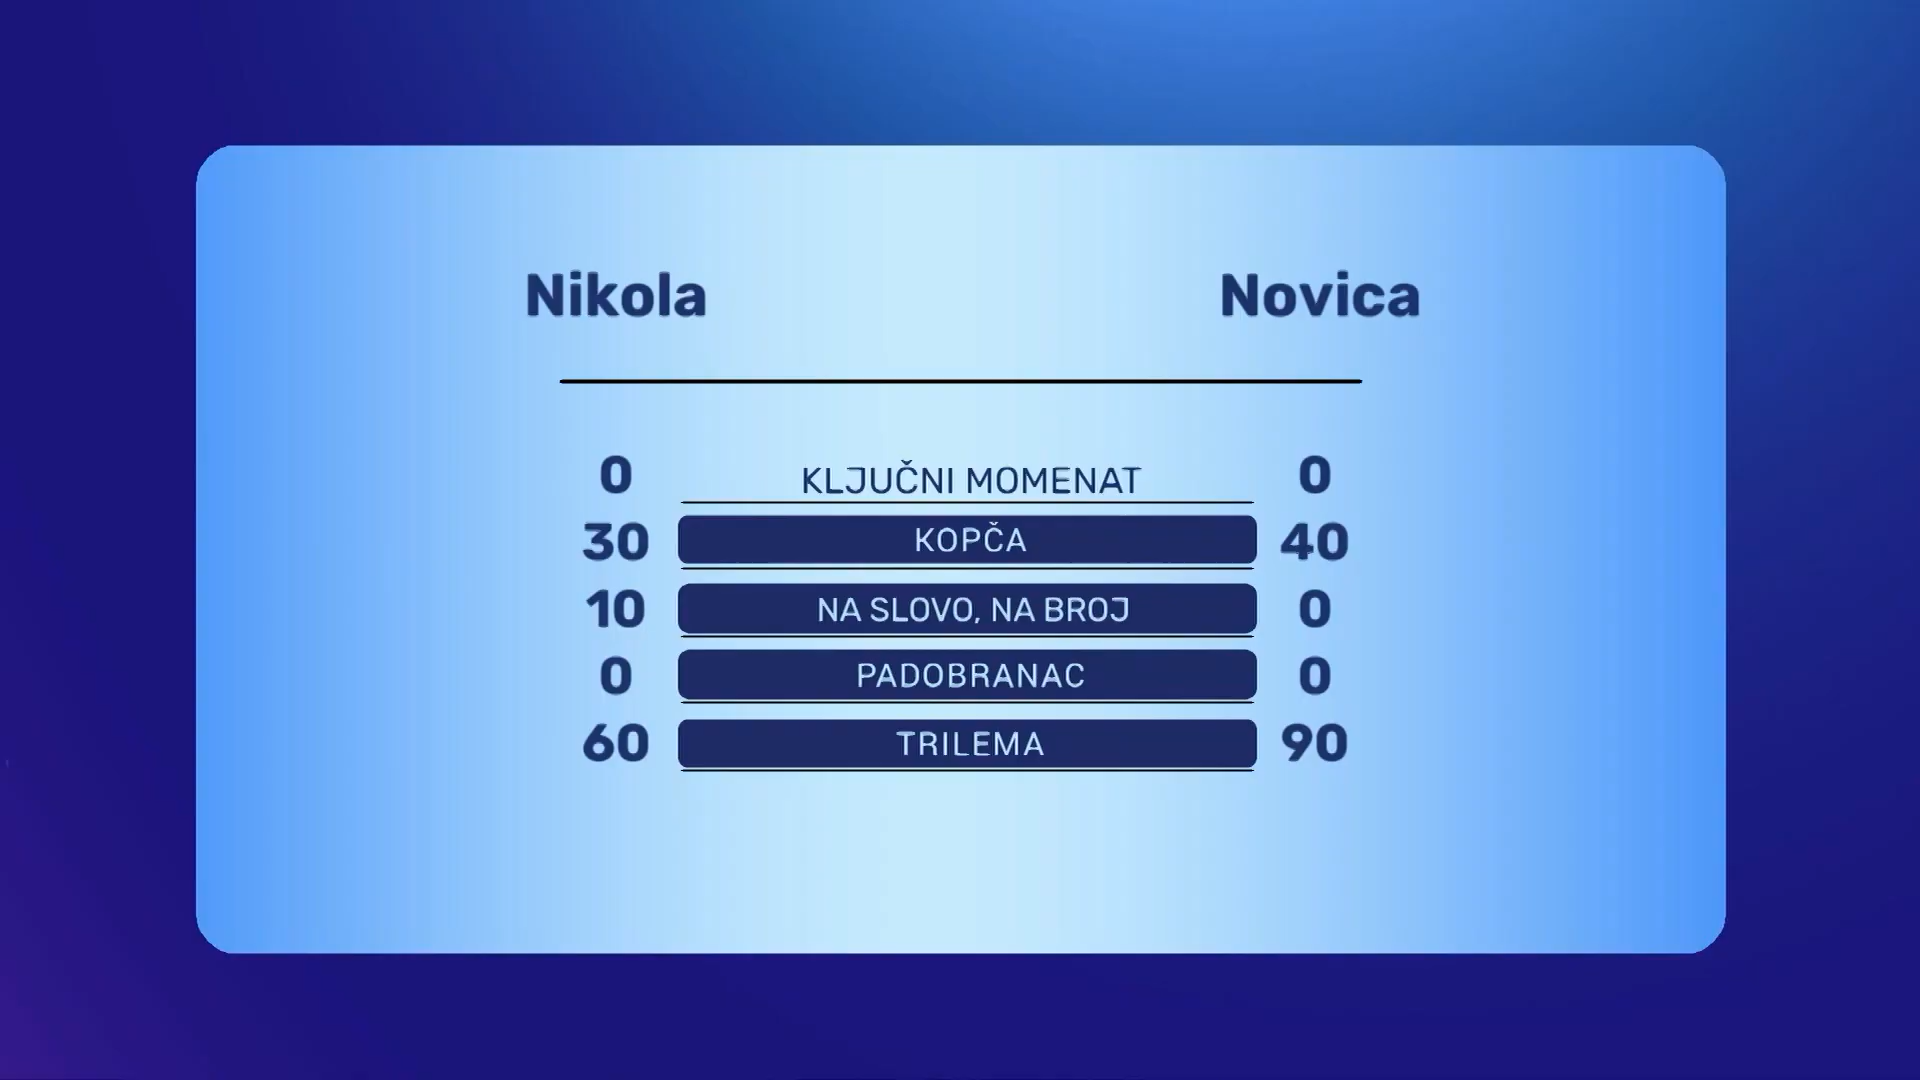 Nikola Novica
0 KLJUČNI MOMENAT 0
30 KOPČA 40
10 NA SLOVO, NA BROJ 0
0 PADOBRANAC 0
60 TRILEMA 90